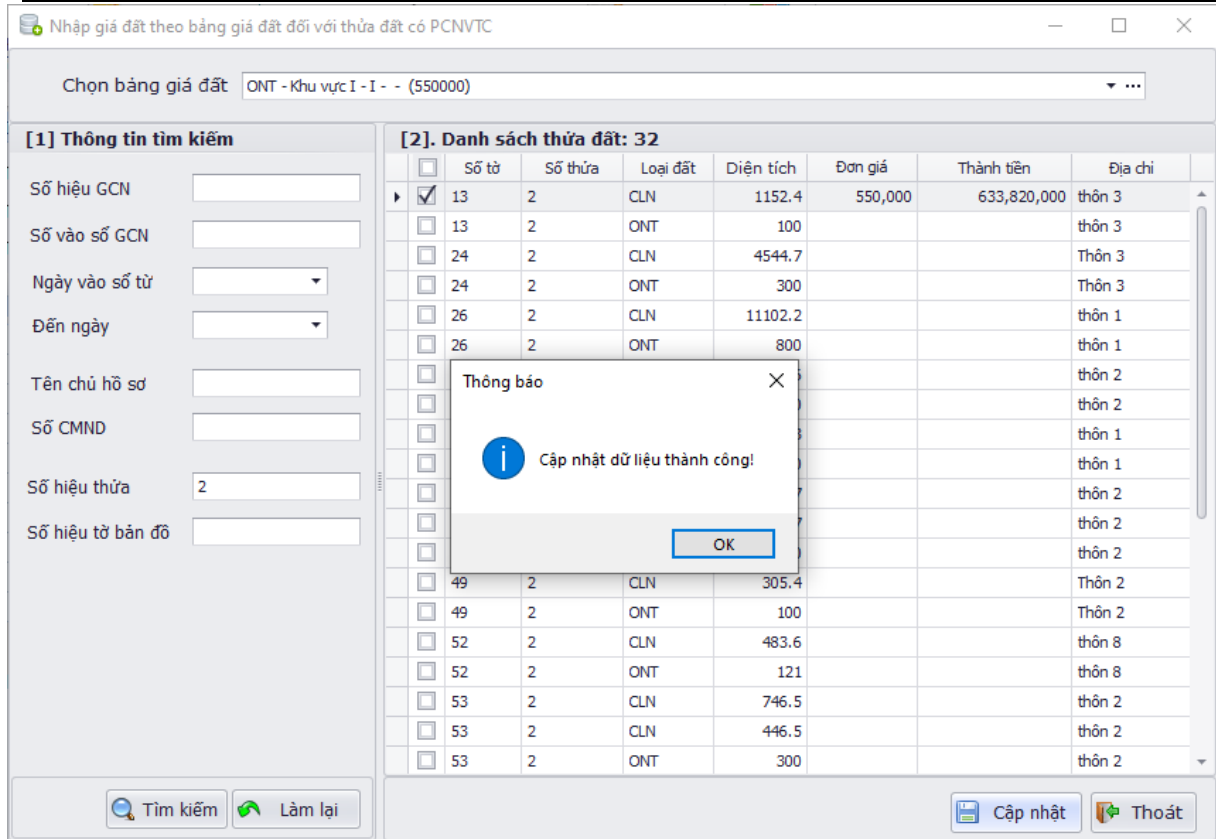 Nhập giá đất theo bảng giá đất đối với thửa đất có PCNVTC
Chọn bảng giá đất ONT - Khu vực I - I - - (550000)
[1] Thông tin tìm kiếm
Số hiệu GCN
Số vào sổ GCN
Ngày vào sổ từ
Đến ngày
Tên chủ hồ sơ
Số CMND
Số hiệu thửa 2
Số hiệu tờ bản đồ
Tìm kiếm Làm lại
[2]. Danh sách thửa đất: 32
Số tờ Số thửa Loại đất Diện tích Đơn giá Thành tiền Địa chỉ
13 2 CLN 1152.4 550,000 633,820,000 thôn 3
13 2 ONT 100 thôn 3
24 2 CLN 4544.7 Thôn 3
24 2 ONT 300 Thôn 3
26 2 CLN 11102.2 thôn 1
26 2 ONT 800 thôn 1
thôn 2
thôn 2
thôn 1
thôn 1
thôn 2
thôn 2
thôn 2
49 2 CLN 305.4 Thôn 2
49 2 ONT 100 Thôn 2
52 2 CLN 483.6 thôn 8
52 2 ONT 121 thôn 8
53 2 CLN 746.5 thôn 2
53 2 CLN 446.5 thôn 2
53 2 ONT 300 thôn 2
Thông báo
Cập nhật dữ liệu thành công!
OK
Cập nhật Thoát